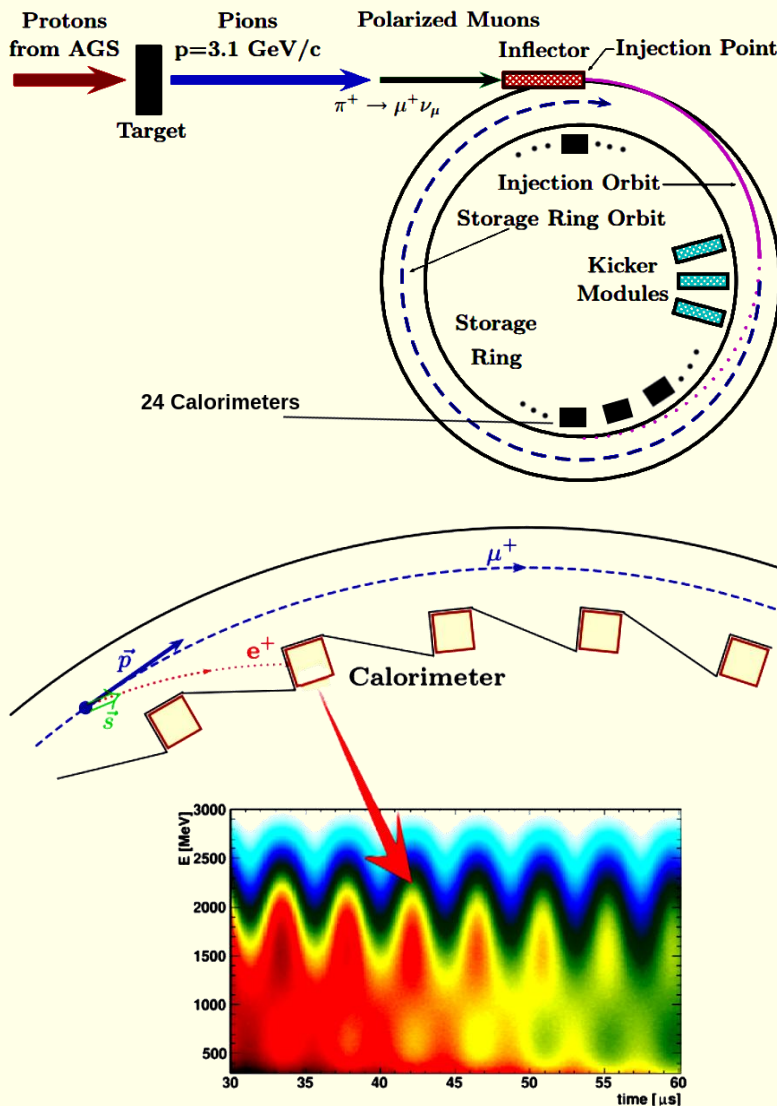 Protons
from AGS
Pions
p=3.1 GeV/c
Polarized Muons
Inflector
Injection Point
π⁺ → μ⁺ν_μ
Target
Injection Orbit
Storage Ring Orbit
Kicker
Modules
Storage
Ring
24 Calorimeters
μ⁺
p⃗
e⁺
s⃗
Calorimeter
E [MeV]
3000
2500
2000
1500
1000
500
30 35 40 45 50 55 60
time [μs]